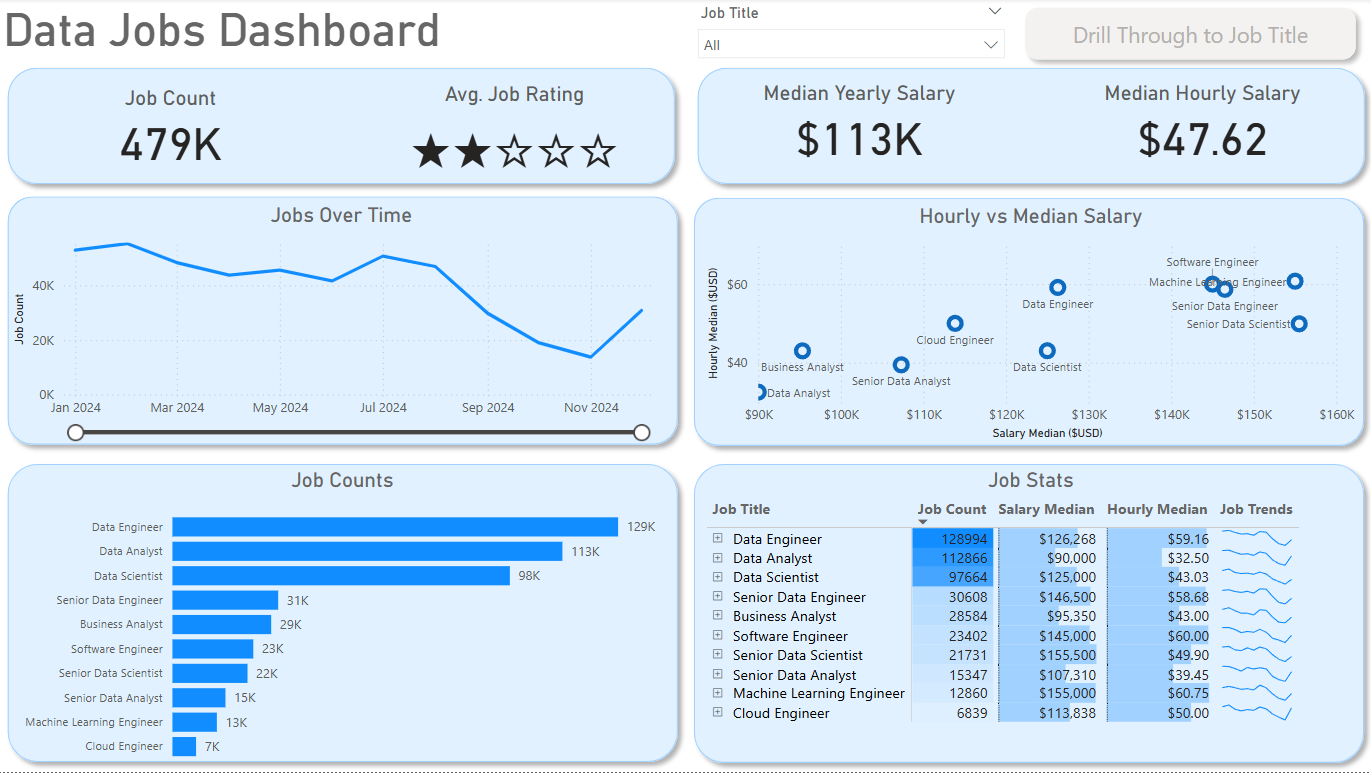 Data Jobs Dashboard
Job Title
All
Drill Through to Job Title
Job Count
479K
Avg. Job Rating
Median Yearly Salary
$113K
Median Hourly Salary
$47.62
Jobs Over Time
Job Count
40K
20K
0K
Jan 2024 Mar 2024 May 2024 Jul 2024 Sep 2024 Nov 2024
Hourly vs Median Salary
Hourly Median ($USD)
$60
$40
Software Engineer
Machine Learning Engineer
Data Engineer
Senior Data Engineer
Senior Data Scientist
Cloud Engineer
Business Analyst
Data Scientist
Senior Data Analyst
Data Analyst
$90K $100K $110K $120K $130K $140K $150K $160K
Salary Median ($USD)
Job Counts
Data Engineer 129K
Data Analyst 113K
Data Scientist 98K
Senior Data Engineer 31K
Business Analyst 29K
Software Engineer 23K
Senior Data Scientist 22K
Senior Data Analyst 15K
Machine Learning Engineer 13K
Cloud Engineer 7K
Job Stats
Job Title Job Count Salary Median Hourly Median Job Trends
Data Engineer 128994 $126,268 $59.16
Data Analyst 112866 $90,000 $32.50
Data Scientist 97664 $125,000 $43.03
Senior Data Engineer 30608 $146,500 $58.68
Business Analyst 28584 $95,350 $43.00
Software Engineer 23402 $145,000 $60.00
Senior Data Scientist 21731 $155,500 $49.90
Senior Data Analyst 15347 $107,310 $39.45
Machine Learning Engineer 12860 $155,000 $60.75
Cloud Engineer 6839 $113,838 $50.00